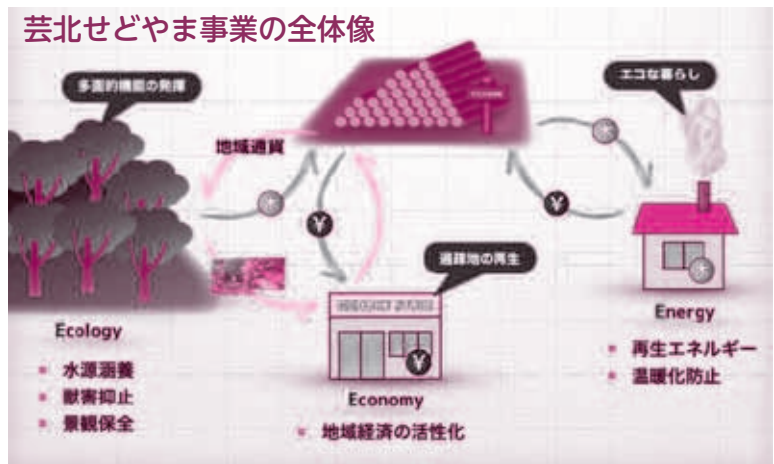 芸北せどやま事業の全体像
多面的機能の発揮
エコな暮らし
地域通貨
木
木
¥
¥
過疎地の再生
木
¥
Ecology
水源涵養
獣害抑止
景観保全
Economy
地域経済の活性化
Energy
再生エネルギー
温暖化防止